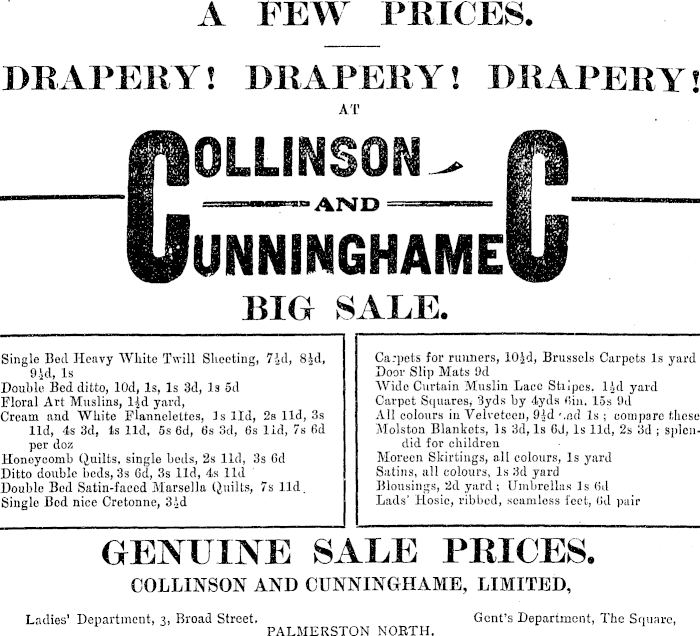 A FEW PRICES.
DRAPERY! DRAPERY! DRAPERY!
AT
COLLINSON
AND
CUNNINGHAME
C
BIG SALE.
Single Bed Heavy White Twill Sheeting, 7½d, 8½d,
9½d, 1s
Double Bed ditto, 10d, 1s, 1s 3d, 1s 5d
Floral Art Muslins, 1½d yard,
Cream and White Flannelettes, 1s 11d, 2s 11d, 3s
11d, 4s 3d, 4s 11d, 5s 6d, 6s 3d, 6s 11d, 7s 6d
per doz
Honeycomb Quilts, single beds, 2s 11d, 3s 6d
Ditto double beds, 3s 6d, 3s 11d, 4s 11d
Double Bed Satin-faced Marsella Quilts, 7s 11d.
Single Bed nice Cretonne, 3½d
Carpets for runners, 10½d, Brussels Carpets 1s yard
Door Slip Mats 9d
Wide Curtain Muslin Lace Stripes, 1½d yard
Carpet Squares, 3yds by 4yds 6in, 15s 9d
All colours in Velveteen, 9½d and 1s; compare these
Molston Blankets, 1s 3d, 1s 6d, 1s 11d, 2s 3d; splen-
did for children
Moreen Skirtings, all colours, 1s yard
Satins, all colours, 1s 3d yard
Blousings, 2d yard; Umbrellas 1s 6d
Lads' Hosie, ribbed, seamless feet, 6d pair
GENUINE SALE PRICES.
COLLINSON AND CUNNINGHAME, LIMITED,
Ladies' Department, 3, Broad Street.
Gent's Department, The Square,
PALMERSTON NORTH.